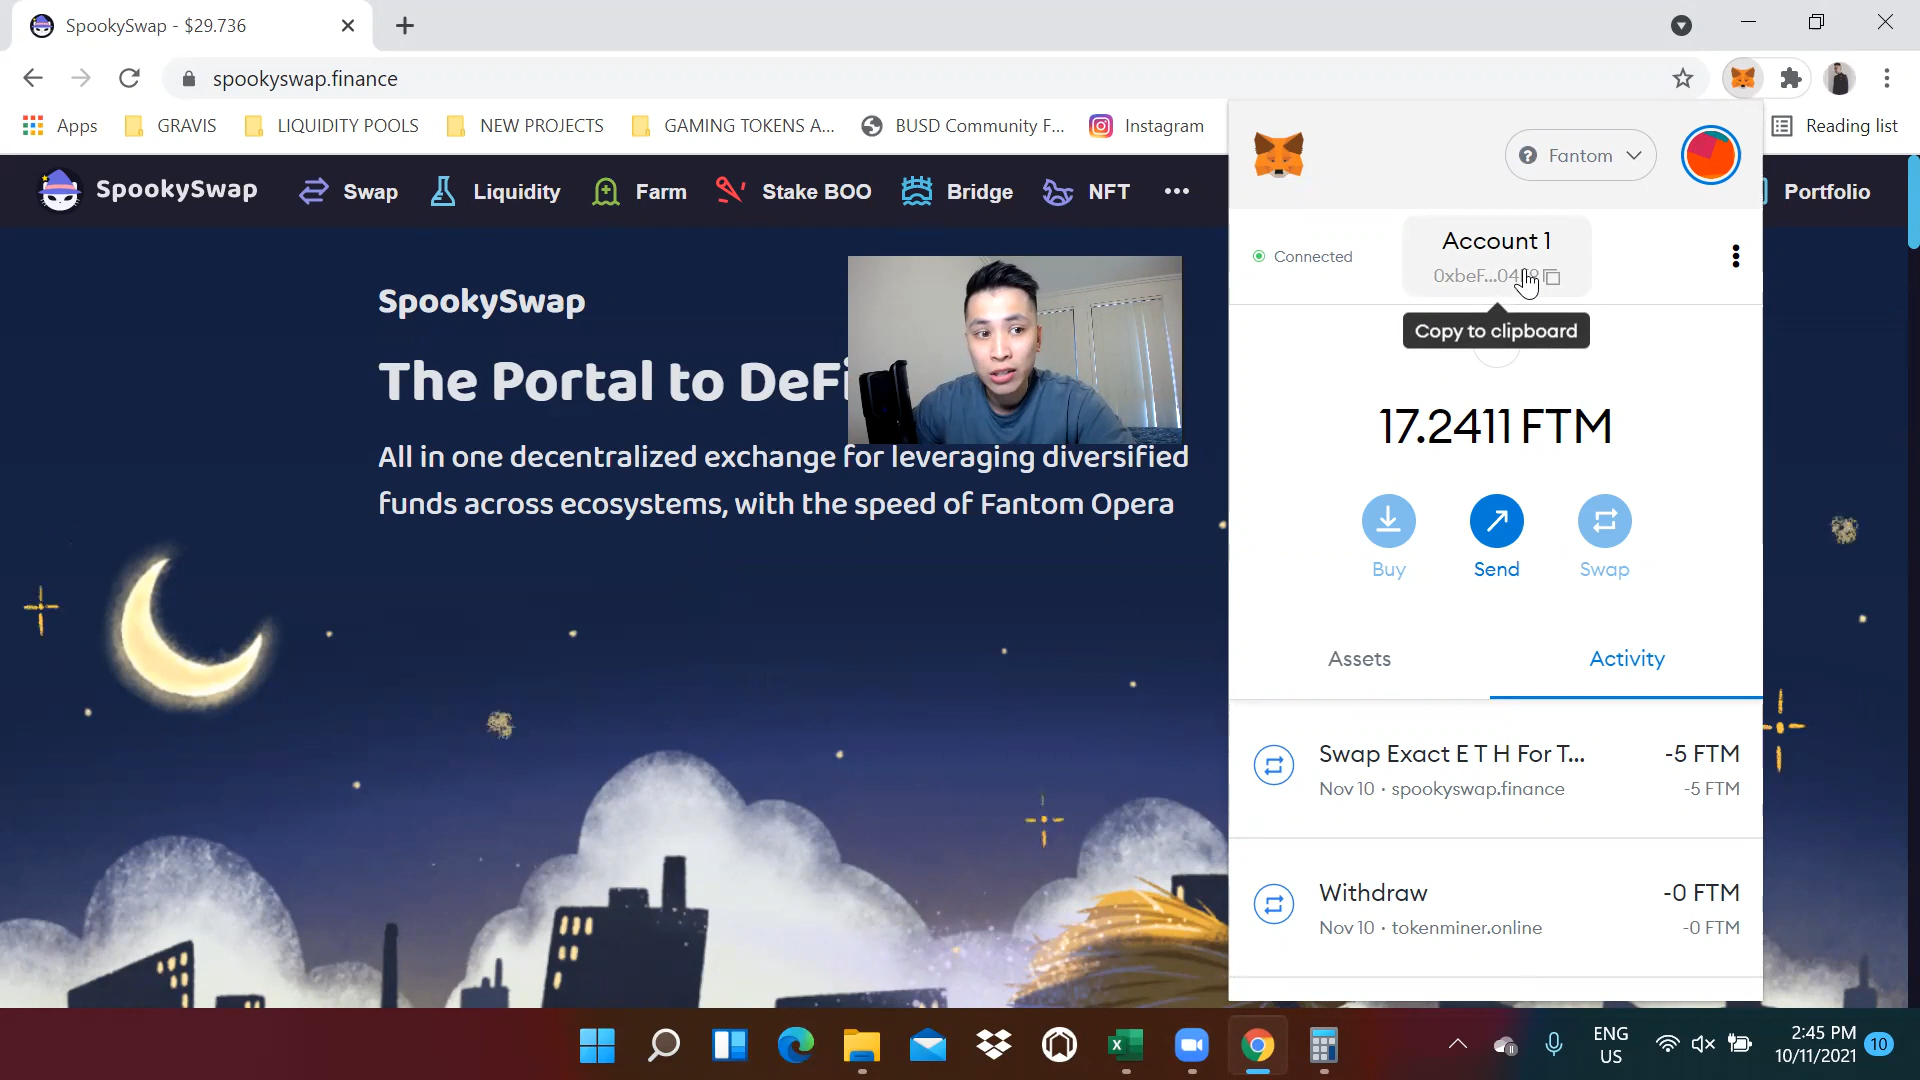 SpookySwap - $29.736
spookyswap.finance
Apps GRAVIS LIQUIDITY POOLS NEW PROJECTS GAMING TOKENS A... BUSD Community F... Instagram Reading list
SpookySwap Swap Liquidity Farm Stake BOO Bridge NFT ••• Portfolio
Fantom
Connected
Account 1
Copy to clipboard
SpookySwap
The Portal to DeFi
All in one decentralized exchange for leveraging diversified
funds across ecosystems, with the speed of Fantom Opera
17.2411 FTM
Buy Send Swap
Assets Activity
Swap Exact E T H For T... -5 FTM
Nov 10 · spookyswap.finance -5 FTM
Withdraw -0 FTM
Nov 10 · tokenminer.online -0 FTM
ENG
US
2:45 PM
10/11/2021
10